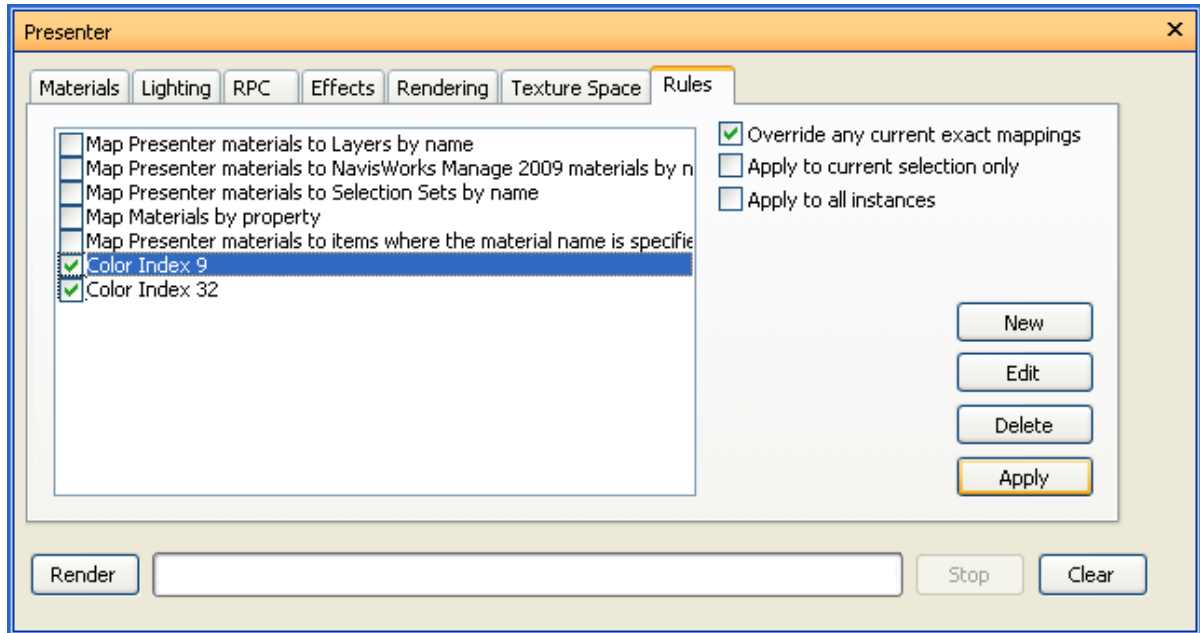 Presenter
Materials Lighting RPC Effects Rendering Texture Space Rules
Map Presenter materials to Layers by name
Map Presenter materials to NavisWorks Manage 2009 materials by n
Map Presenter materials to Selection Sets by name
Map Materials by property
Map Presenter materials to items where the material name is specifie
Color Index 9
Color Index 32
Override any current exact mappings
Apply to current selection only
Apply to all instances
New
Edit
Delete
Apply
Render Stop Clear